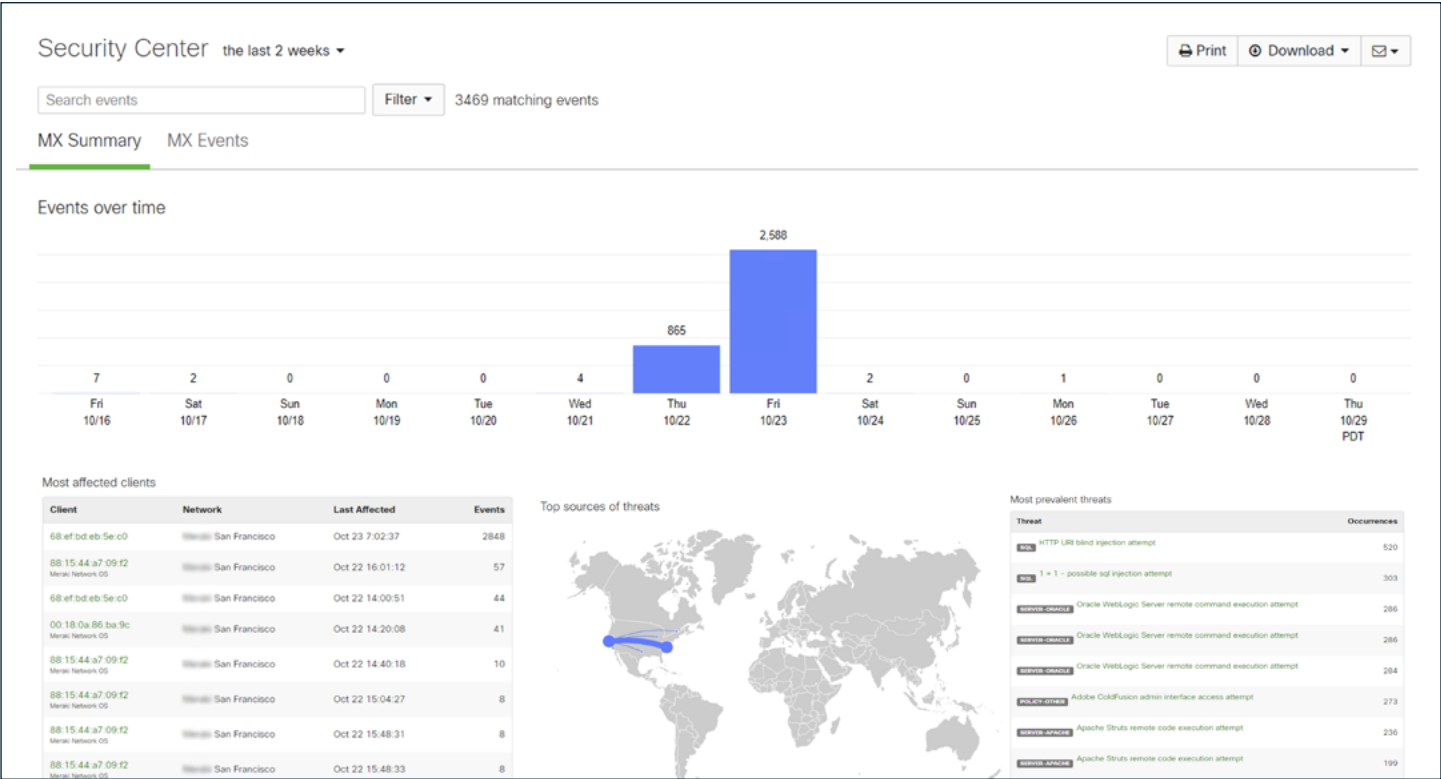 Security Center the last 2 weeks
Print Download
Search events Filter 3469 matching events
MX Summary MX Events
Events over time
2,588
865
7 2 0 0 0 4 2 0 1 0 0 0
Fri Sat Sun Mon Tue Wed Thu Fri Sat Sun Mon Tue Wed Thu
10/16 10/17 10/18 10/19 10/20 10/21 10/22 10/23 10/24 10/25 10/26 10/27 10/28 10/29
PDT
Most affected clients
Client Network Last Affected Events
68:ef:bd:eb:5e:c0 San Francisco Oct 23 7:02:37 2848
88:15:44:a7:09:f2 San Francisco Oct 22 16:01:12 57
Meraki Network OS
68:ef:bd:eb:5e:c0 San Francisco Oct 22 14:00:51 44
00:18:0a:86:ba:9c San Francisco Oct 22 14:20:08 41
Meraki Network OS
88:15:44:a7:09:f2 San Francisco Oct 22 14:40:18 10
Meraki Network OS
88:15:44:a7:09:f2 San Francisco Oct 22 15:04:27 8
Meraki Network OS
88:15:44:a7:09:f2 San Francisco Oct 22 15:48:31 8
Meraki Network OS
88:15:44:a7:09:f2 San Francisco Oct 22 15:48:33 8
Meraki Network OS
Top sources of threats
Most prevalent threats
Threat Occurrences
SQL HTTP URI blind injection attempt 520
SQL 1 = 1 - possible sql injection attempt 303
SERVER-ORACLE Oracle WebLogic Server remote command execution attempt 286
SERVER-ORACLE Oracle WebLogic Server remote command execution attempt 286
SERVER-ORACLE Oracle WebLogic Server remote command execution attempt 284
POLICY-OTHER Adobe ColdFusion admin interface access attempt 273
SERVER-APACHE Apache Struts remote code execution attempt 236
SERVER-APACHE Apache Struts remote code execution attempt 199